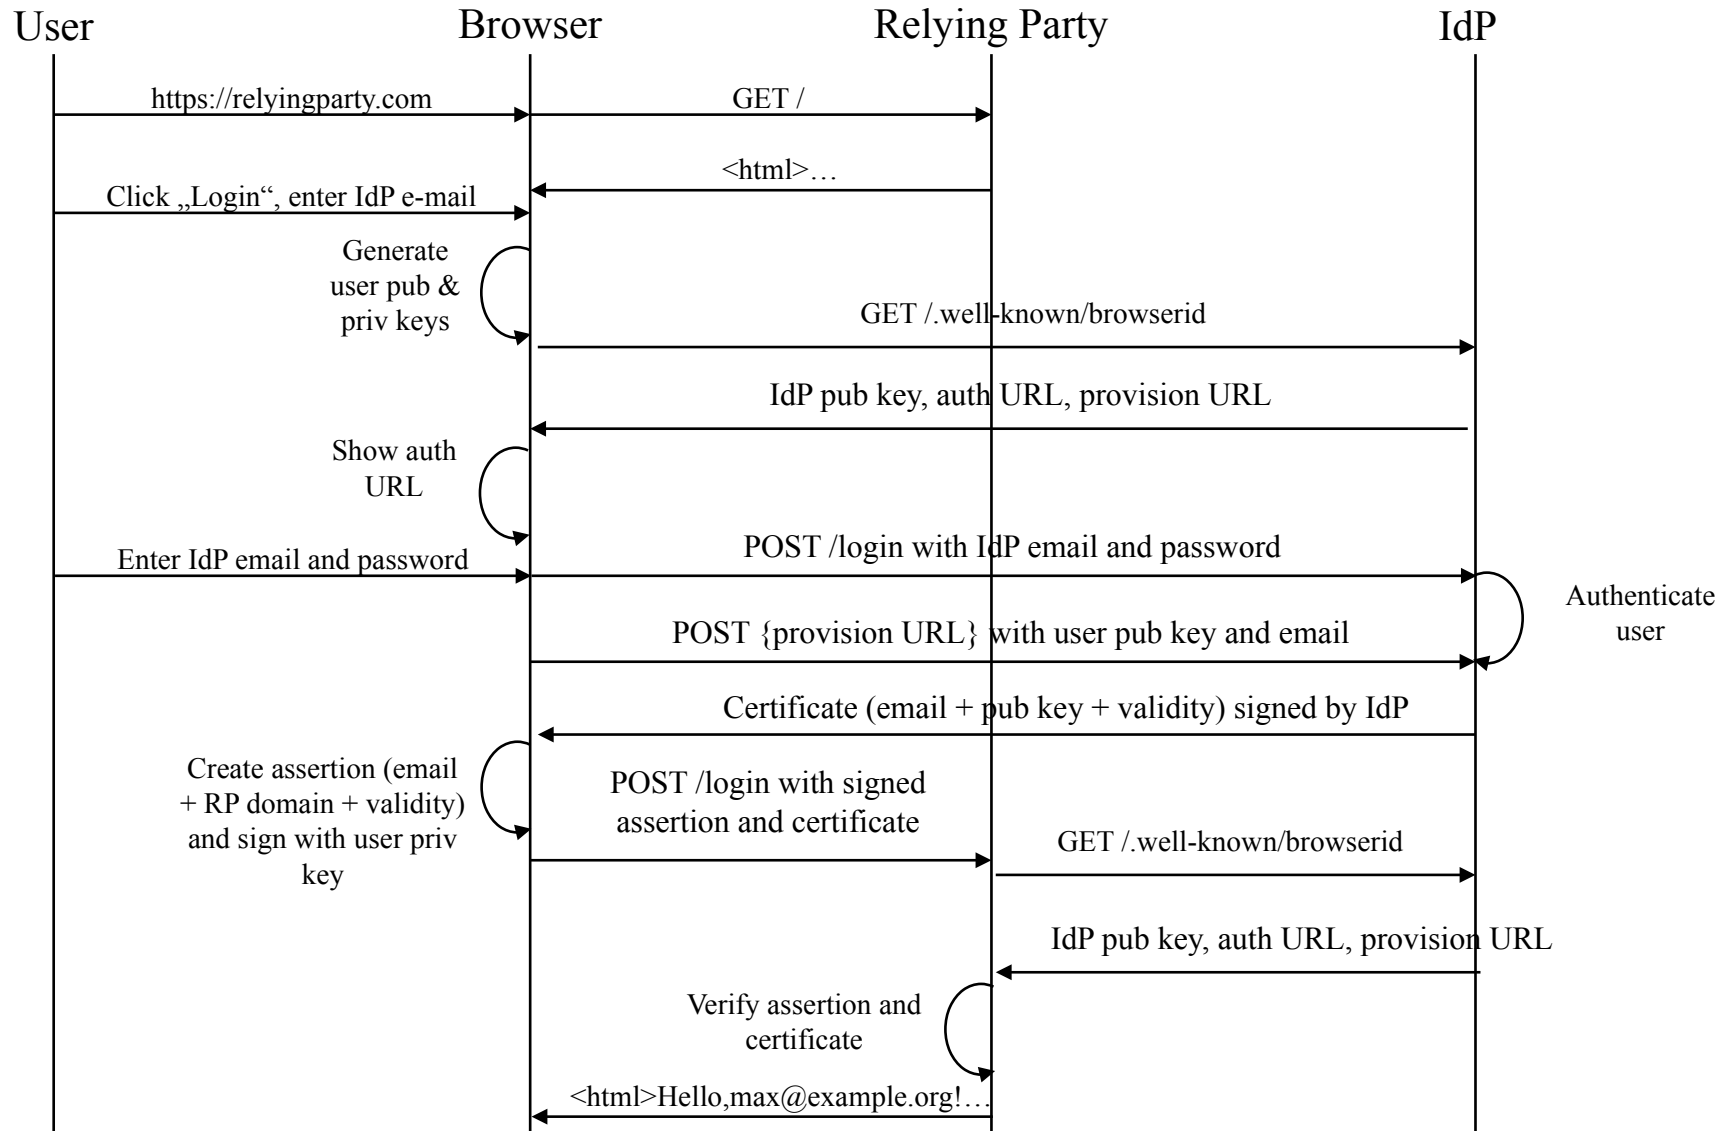 User
Browser
Relying Party
IdP
https://relyingparty.com
GET /
<html>…
Click „Login“, enter IdP e-mail
Generate
user pub &
priv keys
GET /.well-known/browserid
IdP pub key, auth URL, provision URL
Show auth
URL
Enter IdP email and password
POST /login with IdP email and password
Authenticate
user
POST {provision URL} with user pub key and email
Certificate (email + pub key + validity) signed by IdP
Create assertion (email
+ RP domain + validity)
and sign with user priv
key
POST /login with signed
assertion and certificate
GET /.well-known/browserid
IdP pub key, auth URL, provision URL
Verify assertion and
certificate
<html>Hello,max@example.org!…